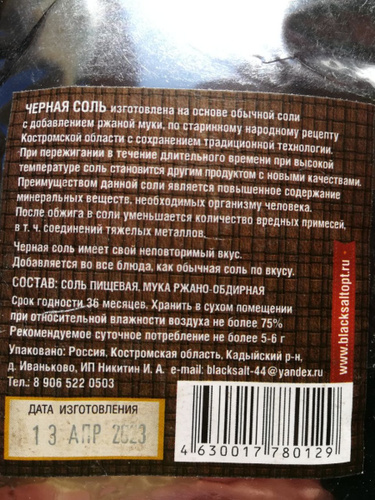 ЧЕРНАЯ СОЛЬ изготовлена на основе обычной соли
с добавлением ржаной муки, по старинному народному рецепту
Костромской области с сохранением традиционной технологии.
При пережигании в течение длительного времени при высокой
температуре соль становится другим продуктом с новыми качествами.
Преимуществом данной соли является повышенное содержание
минеральных веществ, необходимых организму человека.
После обжига в соли уменьшается количество вредных примесей,
в т. ч. соединений тяжелых металлов.
Черная соль имеет свой неповторимый вкус.
Добавляется во все блюда, как обычная соль по вкусу.
СОСТАВ: СОЛЬ ПИЩЕВАЯ, МУКА РЖАНО-ОБДИРНАЯ
Срок годности 36 месяцев. Хранить в сухом помещении
при относительной влажности воздуха не более 75%
Рекомендуемое суточное потребление не более 5-6 г
Упаковано: Россия, Костромская область, Кадыйский р-н,
д. Иваньково, ИП Никитин И. А. e-mail: blacksalt-44@yandex.ru
Тел.: 8 906 522 0503
www.blacksaltopt.ru
ДАТА ИЗГОТОВЛЕНИЯ
13 АПР 2023
4 630017 780129